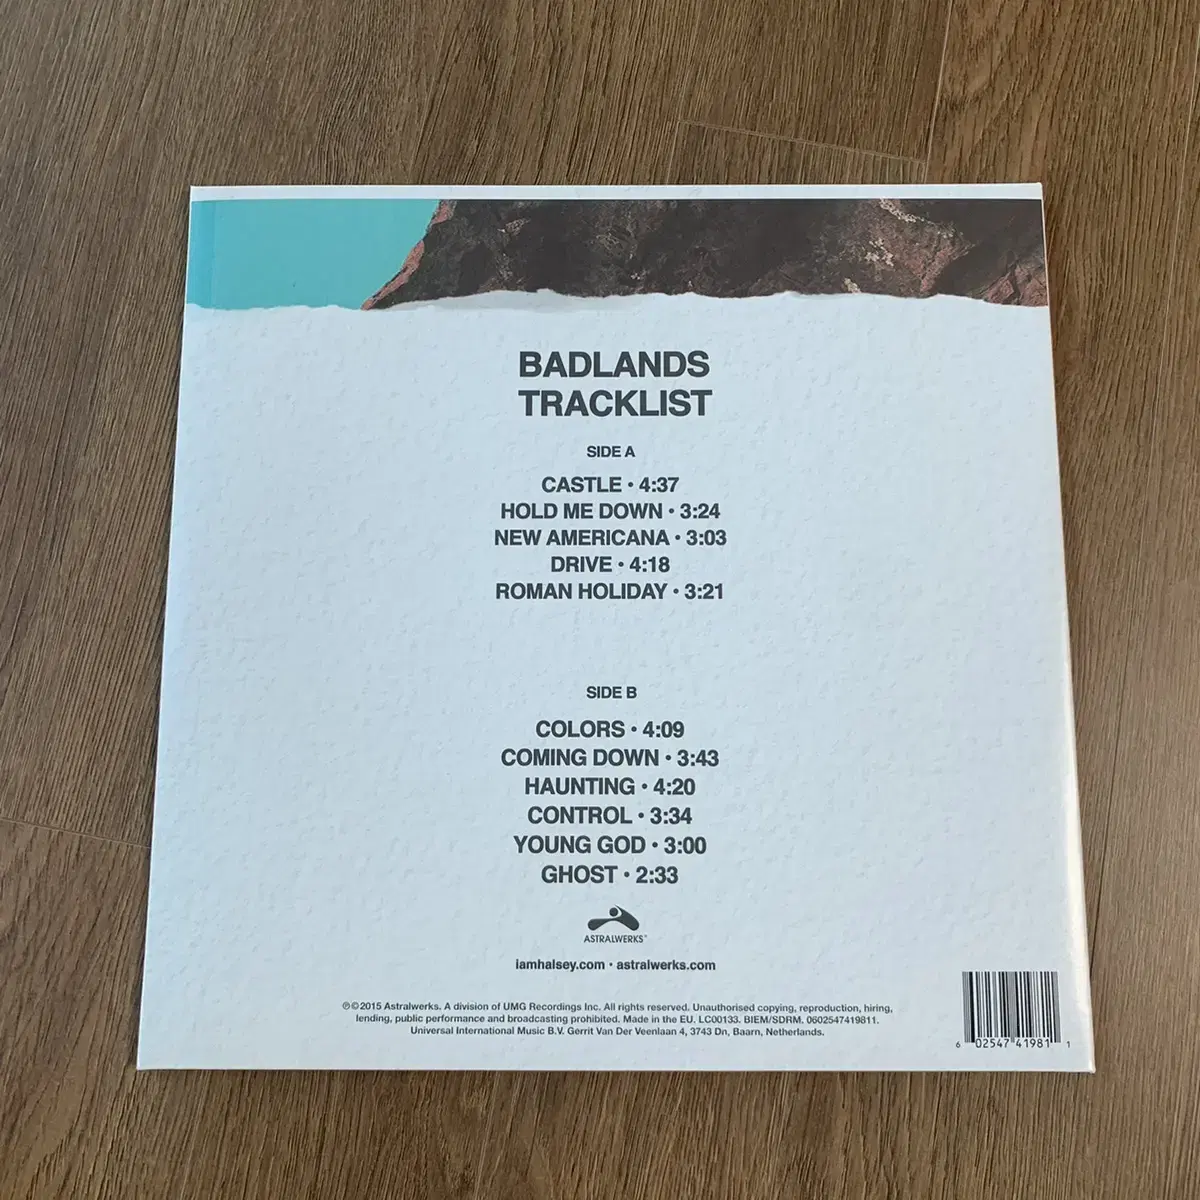 BADLANDS
TRACKLIST
SIDE A
CASTLE • 4:37
HOLD ME DOWN • 3:24
NEW AMERICANA • 3:03
DRIVE • 4:18
ROMAN HOLIDAY • 3:21
SIDE B
COLORS • 4:09
COMING DOWN • 3:43
HAUNTING • 4:20
CONTROL • 3:34
YOUNG GOD • 3:00
GHOST • 2:33
ASTRALWERKS™
iamhalsey.com • astralwerks.com
℗©2015 Astralwerks. A division of UMG Recordings Inc. All rights reserved. Unauthorised copying, reproduction, hiring,
lending, public performance and broadcasting prohibited. Made in the EU. LC00133. BIEM/SDRM. 0602547419811.
Universal International Music B.V. Gerrit Van Der Veenlaan 4, 3743 Dn, Baarn, Netherlands.
6 02547 41981 1